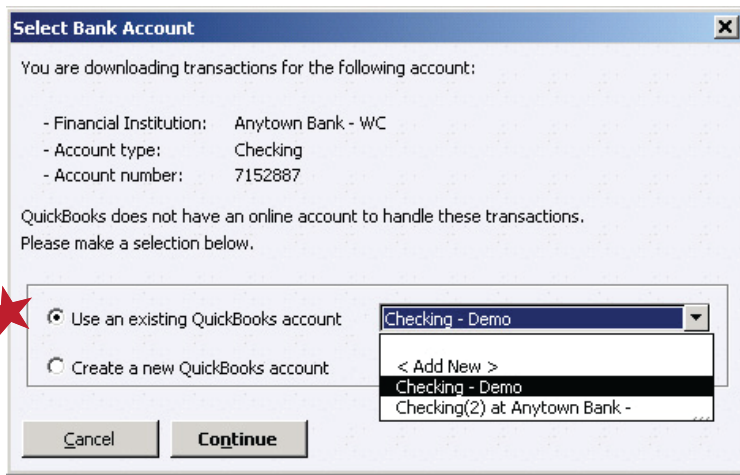 Select Bank Account
You are downloading transactions for the following account:
- Financial Institution: Anytown Bank - WC
- Account type: Checking
- Account number: 7152887
QuickBooks does not have an online account to handle these transactions.
Please make a selection below.
Use an existing QuickBooks account Checking - Demo
< Add New >
Create a new QuickBooks account
Checking - Demo
Checking(2) at Anytown Bank -
Cancel Continue